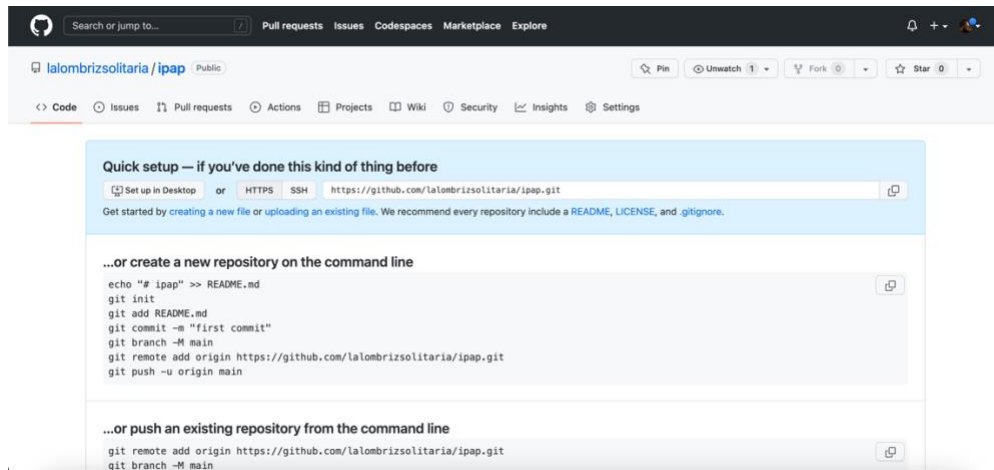 Search or jump to... / Pull requests Issues Codespaces Marketplace Explore
lalombrizsolitaria / ipap Public Pin Unwatch 1 Fork 0 Star 0
<> Code Issues Pull requests Actions Projects Wiki Security Insights Settings
Quick setup — if you've done this kind of thing before
Set up in Desktop or HTTPS SSH https://github.com/lalombrizsolitaria/ipap.git
Get started by creating a new file or uploading an existing file. We recommend every repository include a README, LICENSE, and .gitignore.
...or create a new repository on the command line
echo "# ipap" >> README.md
git init
git add README.md
git commit -m "first commit"
git branch -M main
git remote add origin https://github.com/lalombrizsolitaria/ipap.git
git push -u origin main
...or push an existing repository from the command line
git remote add origin https://github.com/lalombrizsolitaria/ipap.git
git branch -M main